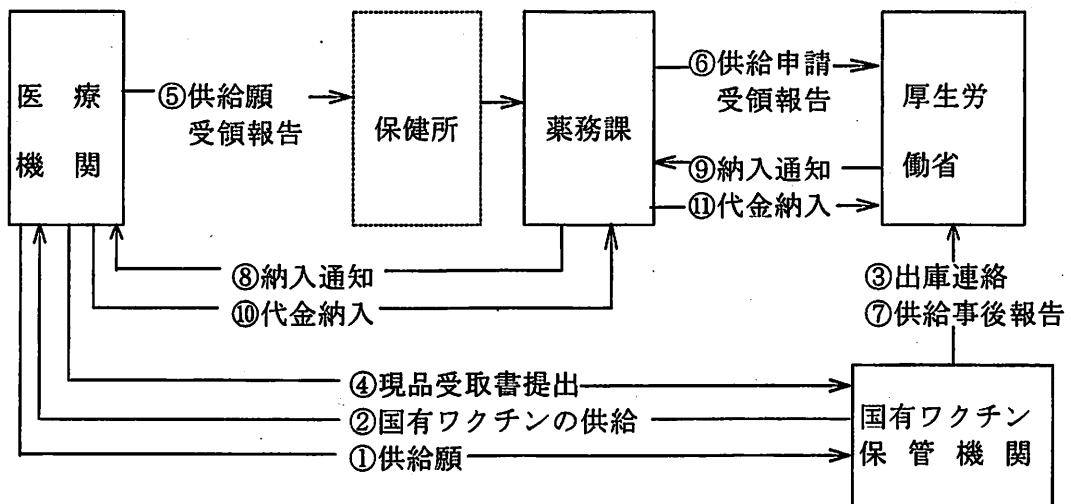 医療
機関
⑤供給願
受領報告
保健所
薬務課
⑥供給申請
受領報告
厚生労
働省
⑨納入通知
⑪代金納入
⑧納入通知
⑩代金納入
③出庫連絡
⑦供給事後報告
④現品受取書提出
②国有ワクチンの供給
①供給願
国有ワクチン
保管機関